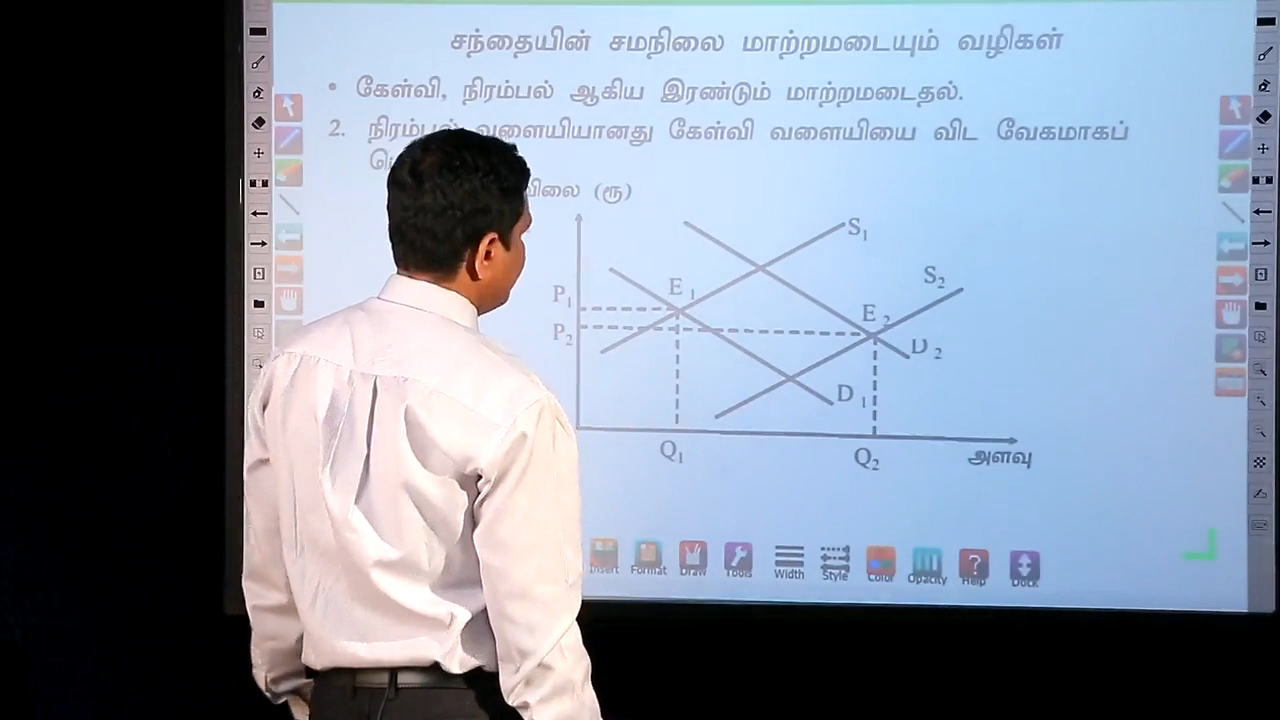 சந்தையின் சமநிலை மாற்றமடையும் வழிகள்
• கேள்வி, நிரம்பல் ஆகிய இரண்டும் மாற்றமடைதல்.
2. நிரம்பல் வளையியானது கேள்வி வளையியை விட வேகமாகப்
விலை (ரூ)
S₁
S₂
E₁
P₁
E₂
P₂
D₂
D₁
Q₁
Q₂
அளவு
Insert Format Draw Tools Width Style Color Opacity Help Dock